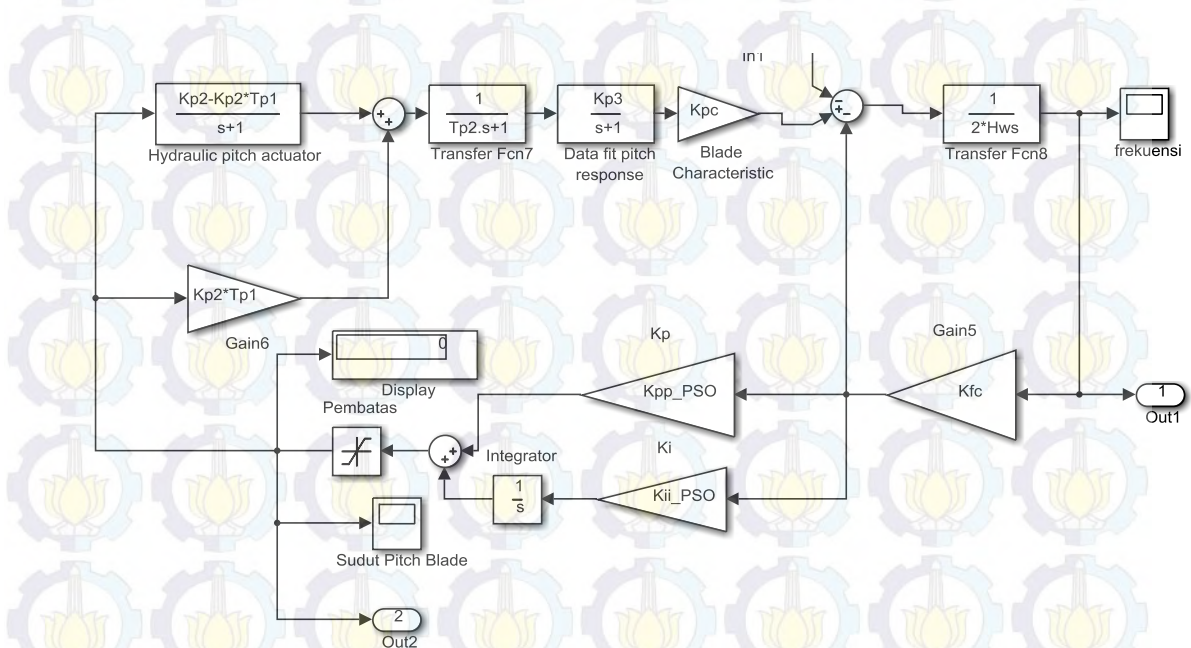 Kp2-Kp2*Tp1
s+1
Hydraulic pitch actuator
+
+
1
Tp2.s+1
Transfer Fcn7
Kp3
s+1
Data fit pitch
response
Kpc
Blade
Characteristic
In1
−
+
−
1
2*Hws
Transfer Fcn8
frekuensi
Kp2*Tp1
Gain6
0
Display
Pembatas
+
+
Integrator
1
s
Kp
Kpp_PSO
Ki
Kii_PSO
Gain5
Kfc
1
Out1
Sudut Pitch Blade
2
Out2